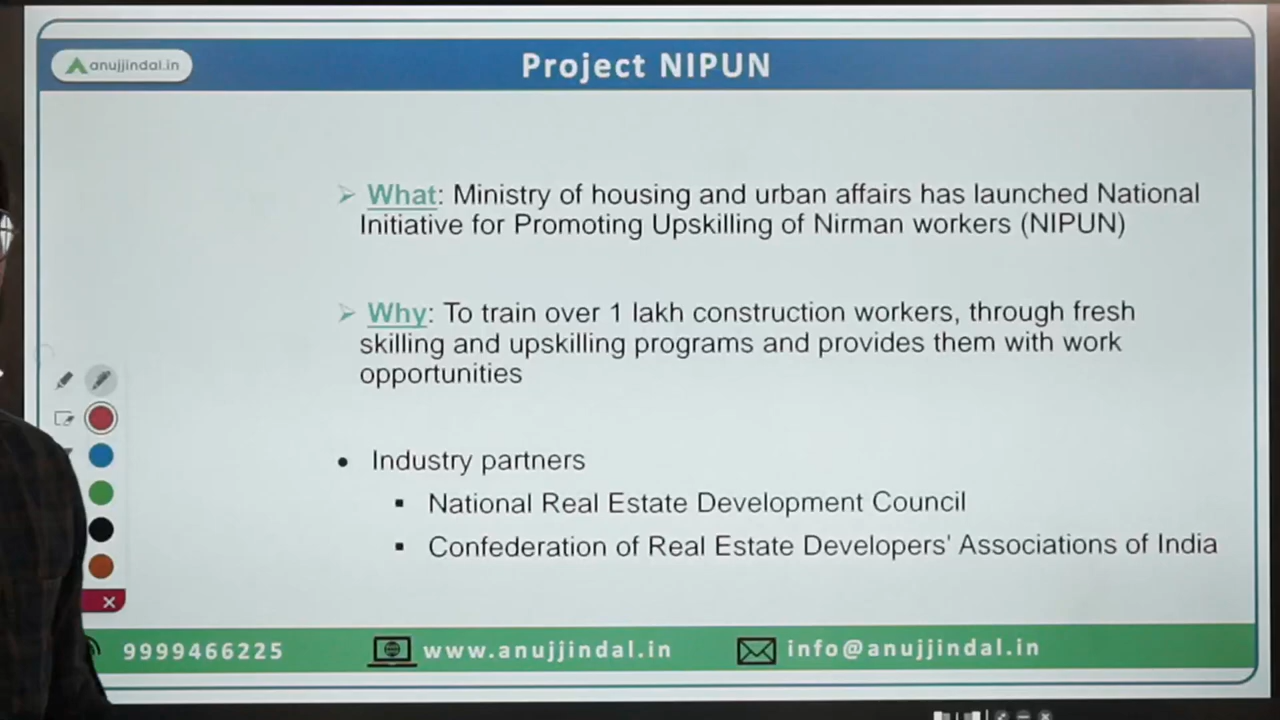 anujjindal.in
Project NIPUN
What: Ministry of housing and urban affairs has launched National
Initiative for Promoting Upskilling of Nirman workers (NIPUN)
Why: To train over 1 lakh construction workers, through fresh
skilling and upskilling programs and provides them with work
opportunities
Industry partners
National Real Estate Development Council
Confederation of Real Estate Developers' Associations of India
9999466225 www.anujjindal.in info@anujjindal.in